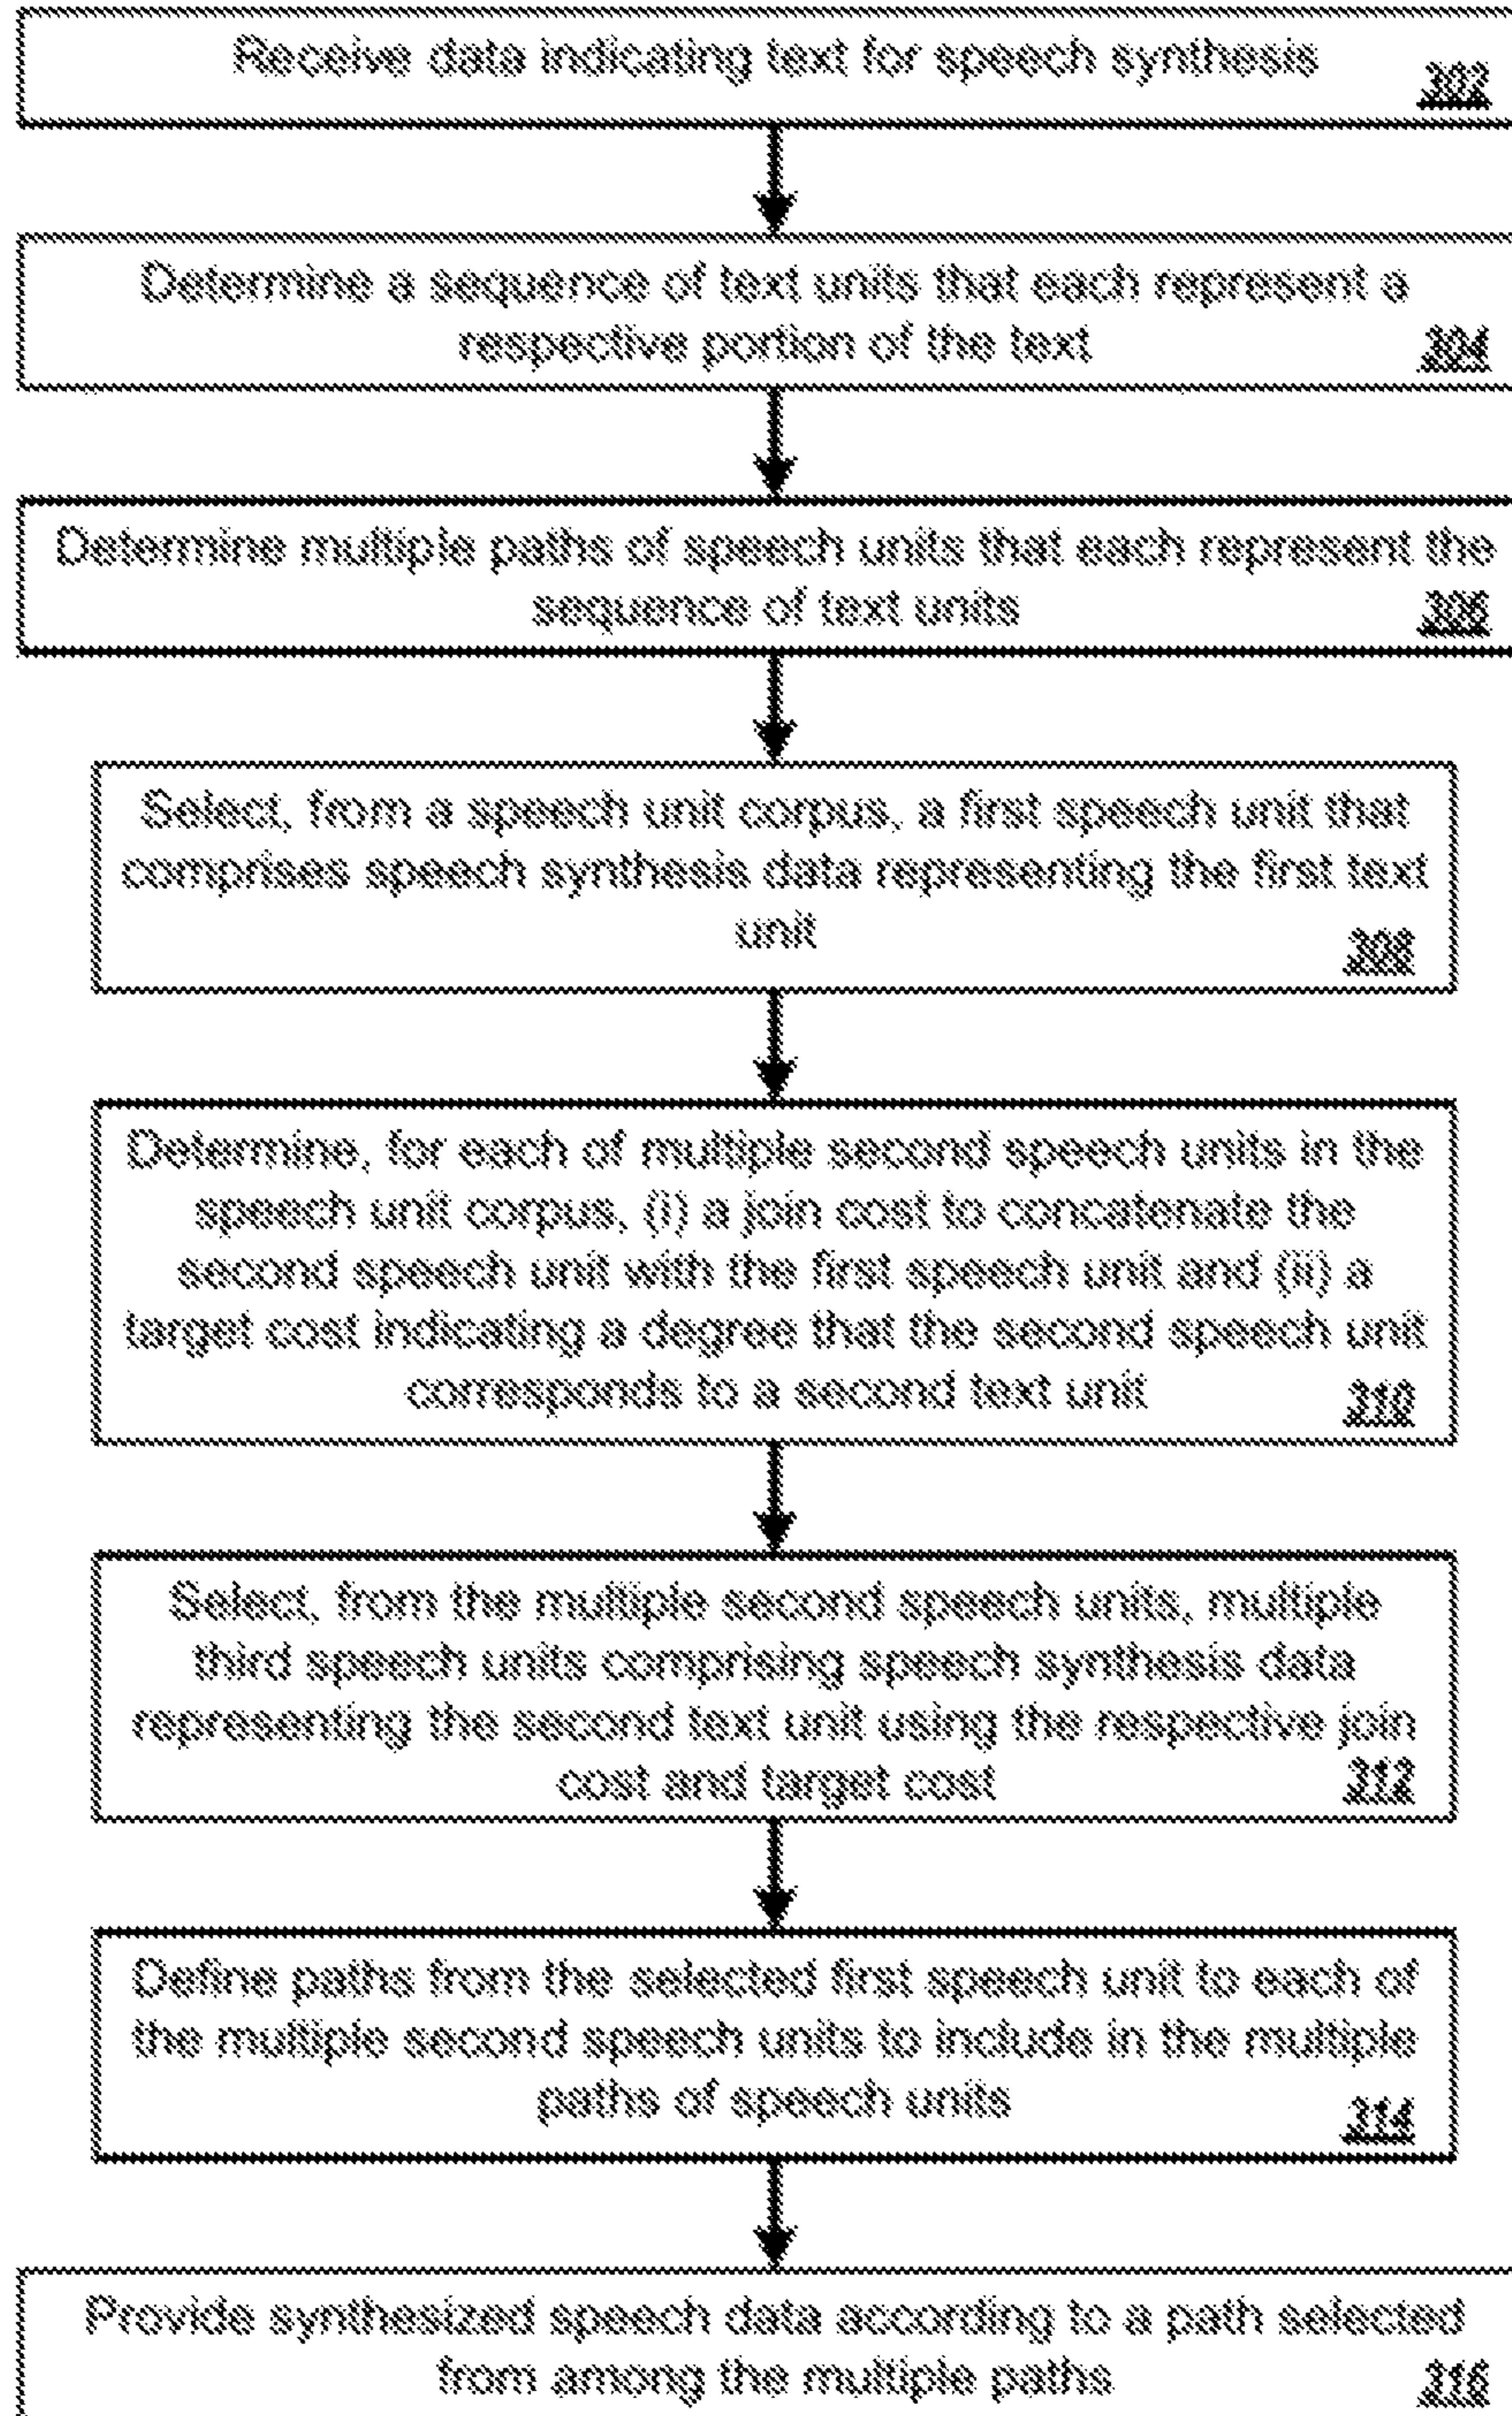 Receive data indicating text for speech synthesis
302
Determine a sequence of text units that each represent a
respective portion of the text
304
Determine multiple paths of speech units that each represent the
sequence of text units
306
Select, from a speech unit corpus, a first speech unit that
comprises speech synthesis data representing the first text
unit
308
Determine, for each of multiple second speech units in the
speech unit corpus, (i) a join cost to concatenate the
second speech unit with the first speech unit and (ii) a
target cost indicating a degree that the second speech unit
corresponds to a second text unit
310
Select, from the multiple second speech units, multiple
third speech units comprising speech synthesis data
representing the second text unit using the respective join
cost and target cost
312
Define paths from the selected first speech unit to each of
the multiple second speech units to include in the multiple
paths of speech units
314
Provide synthesized speech data according to a path selected
from among the multiple paths
316